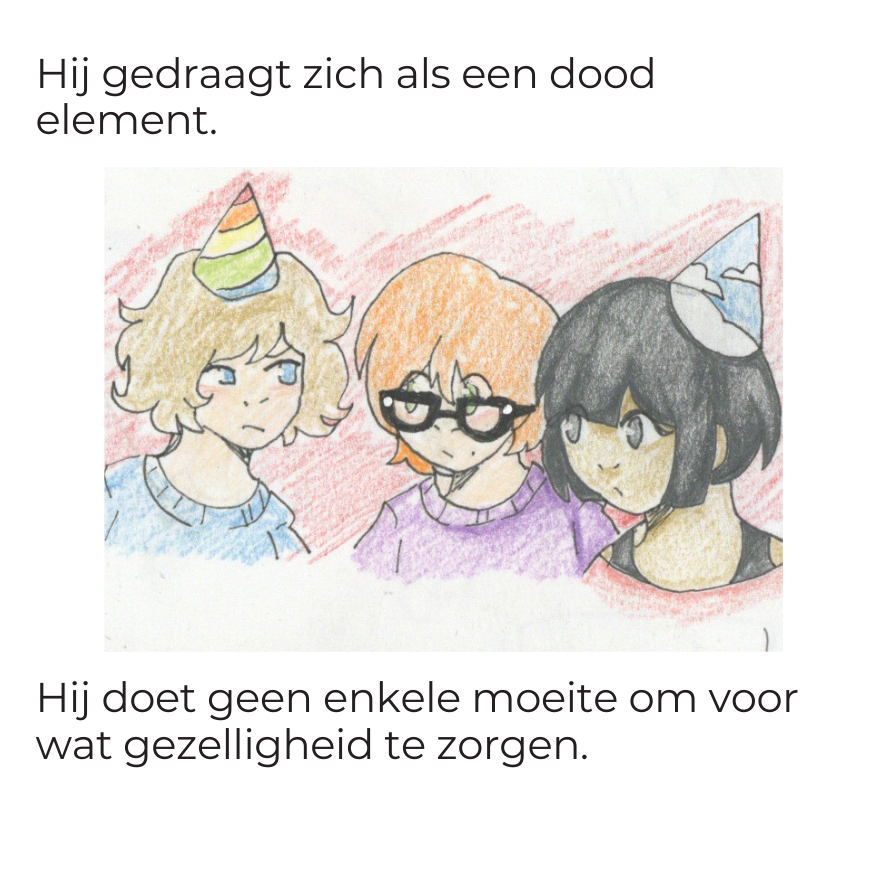 Hij gedraagt zich als een dood
element.
Hij doet geen enkele moeite om voor
wat gezelligheid te zorgen.